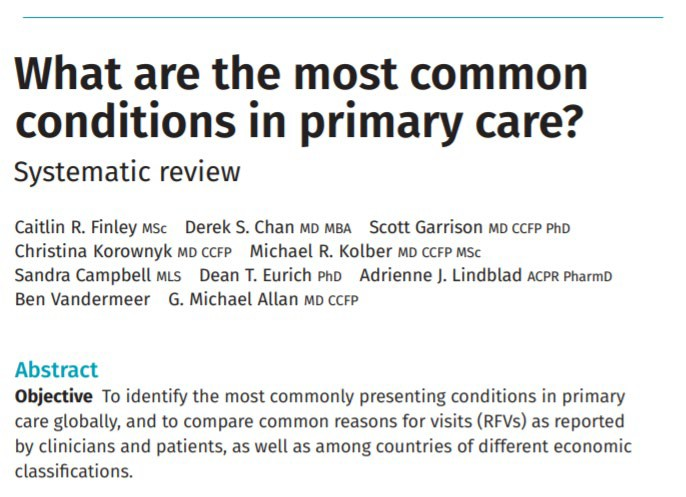 What are the most common
conditions in primary care?
Systematic review
Caitlin R. Finley MSc Derek S. Chan MD MBA Scott Garrison MD CCFP PhD
Christina Korownyk MD CCFP Michael R. Kolber MD CCFP MSc
Sandra Campbell MLS Dean T. Eurich PhD Adrienne J. Lindblad ACPR PharmD
Ben Vandermeer G. Michael Allan MD CCFP
Abstract
Objective To identify the most commonly presenting conditions in primary
care globally, and to compare common reasons for visits (RFVs) as reported
by clinicians and patients, as well as among countries of different economic
classifications.